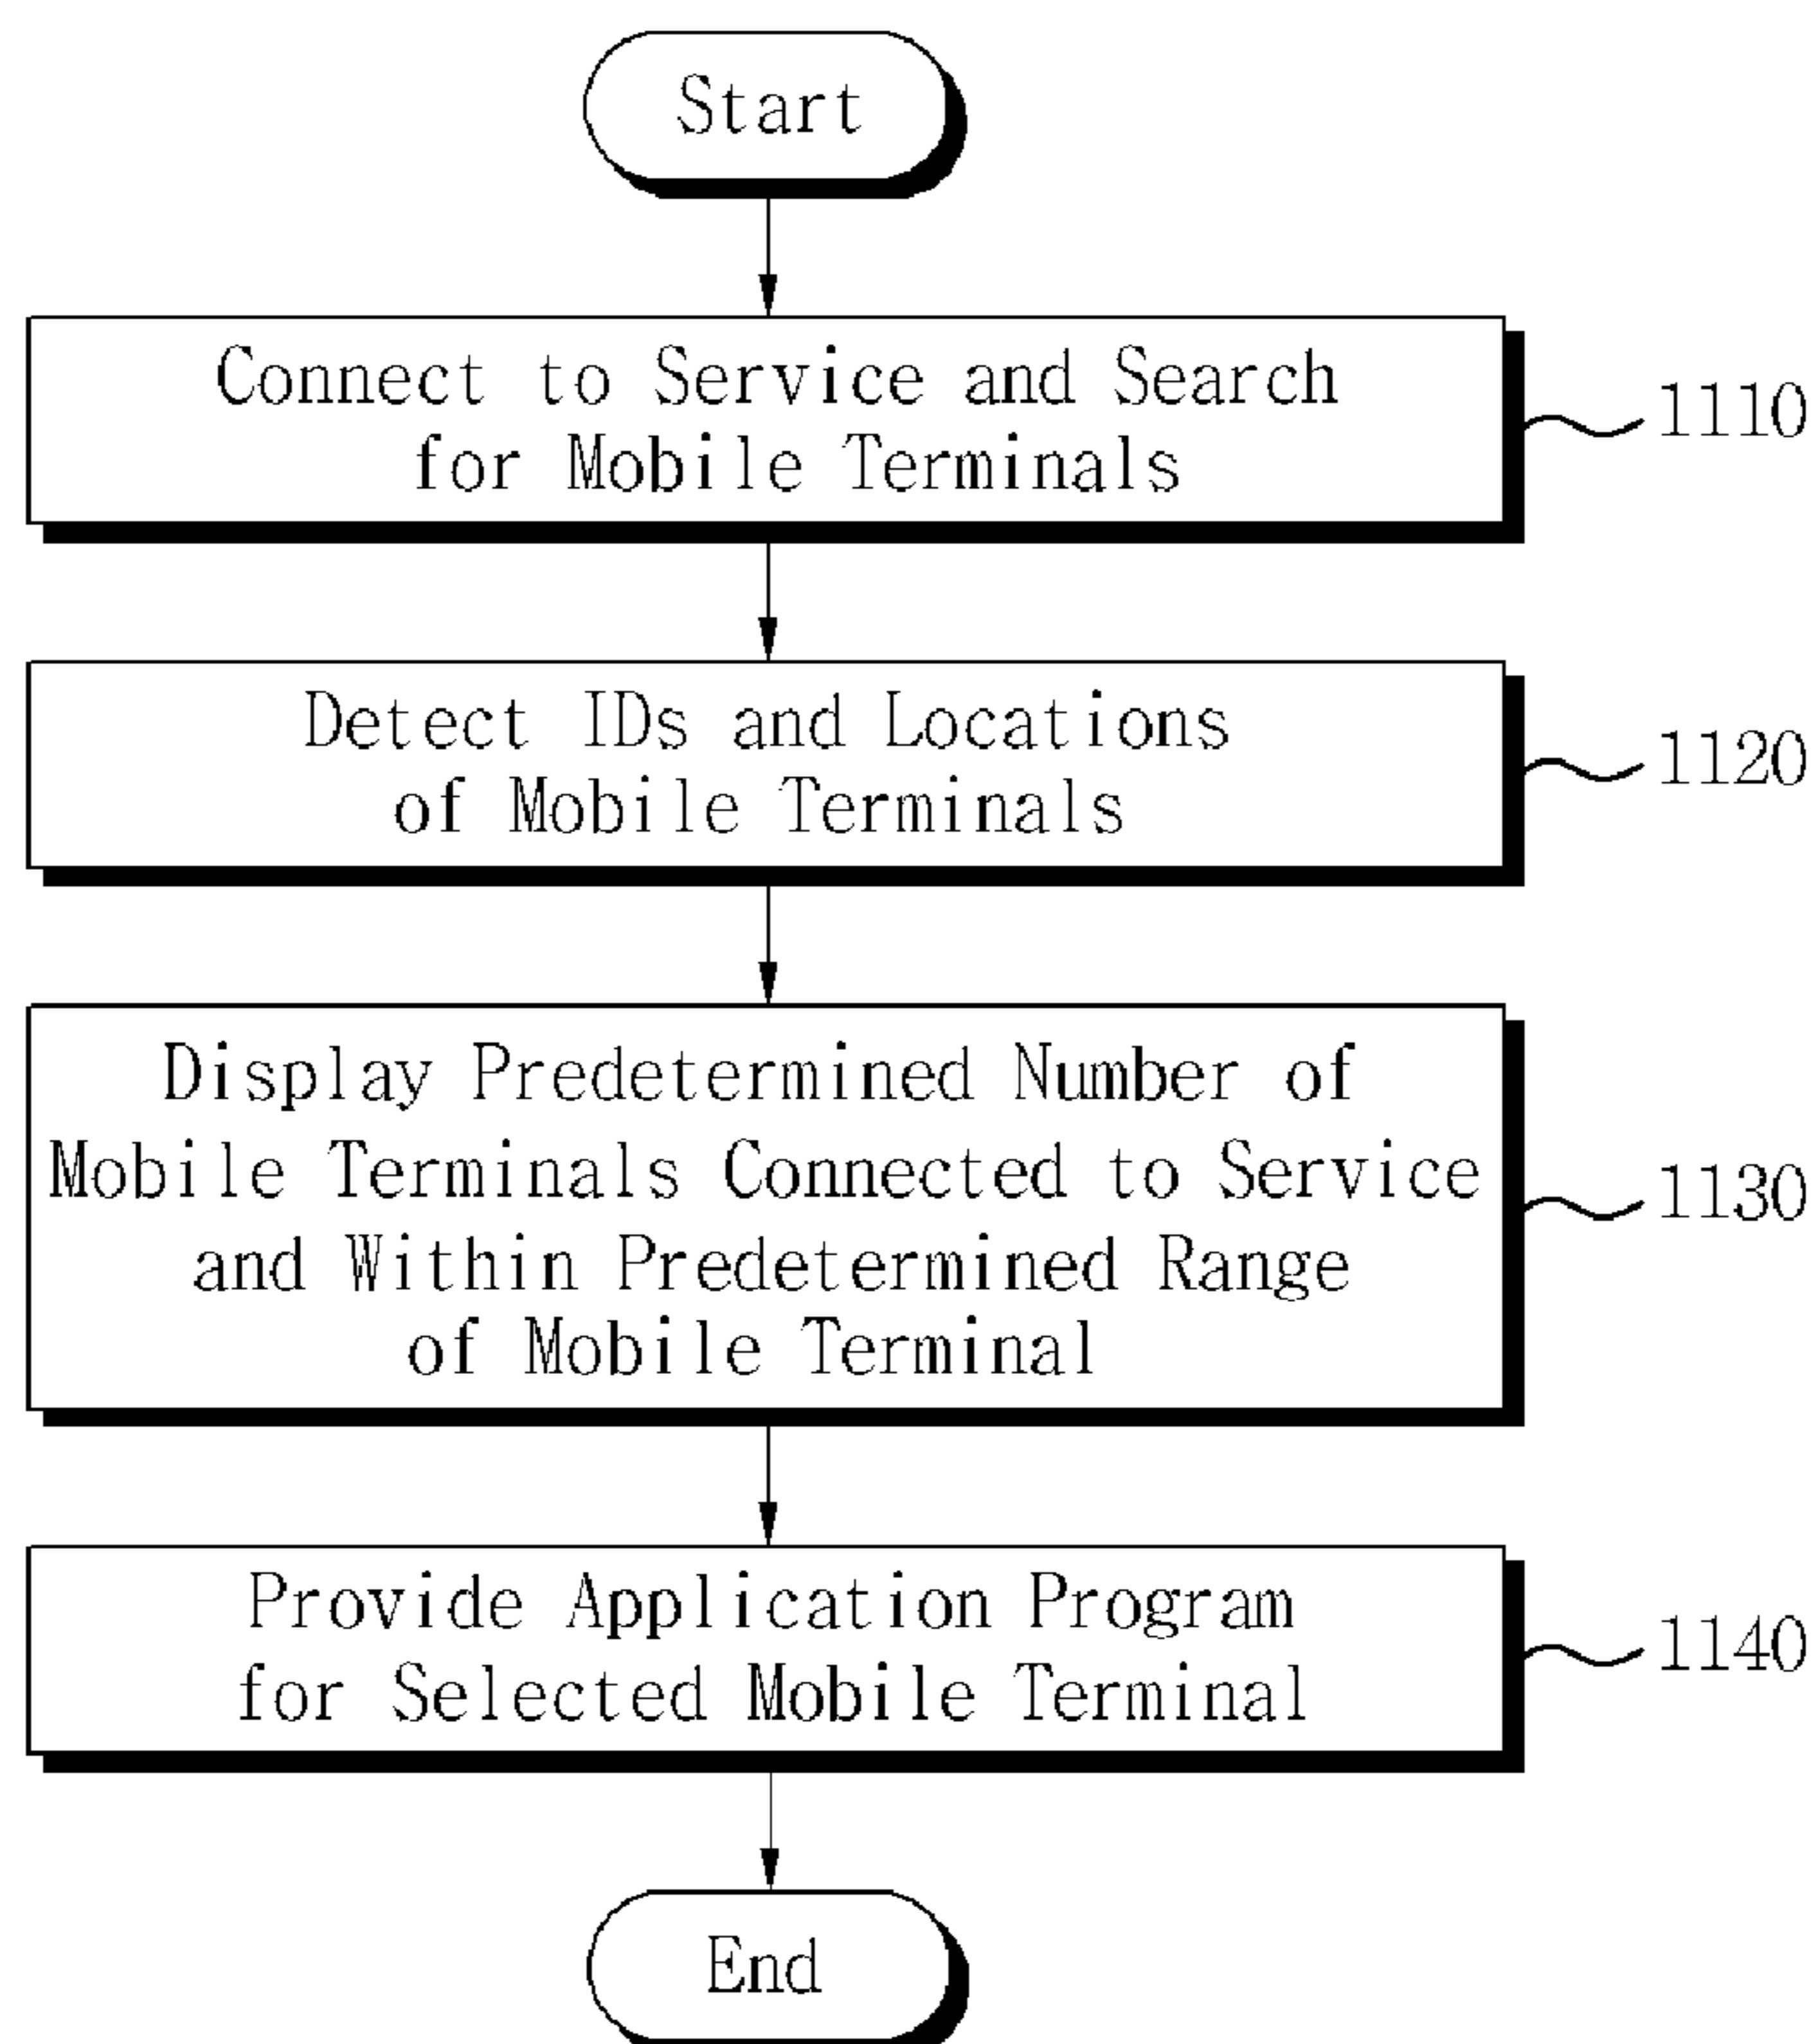 Start
Connect to Service and Search
for Mobile Terminals
1110
Detect IDs and Locations
of Mobile Terminals
1120
Display Predetermined Number of
Mobile Terminals Connected to Service
and Within Predetermined Range
of Mobile Terminal
1130
Provide Application Program
for Selected Mobile Terminal
1140
End